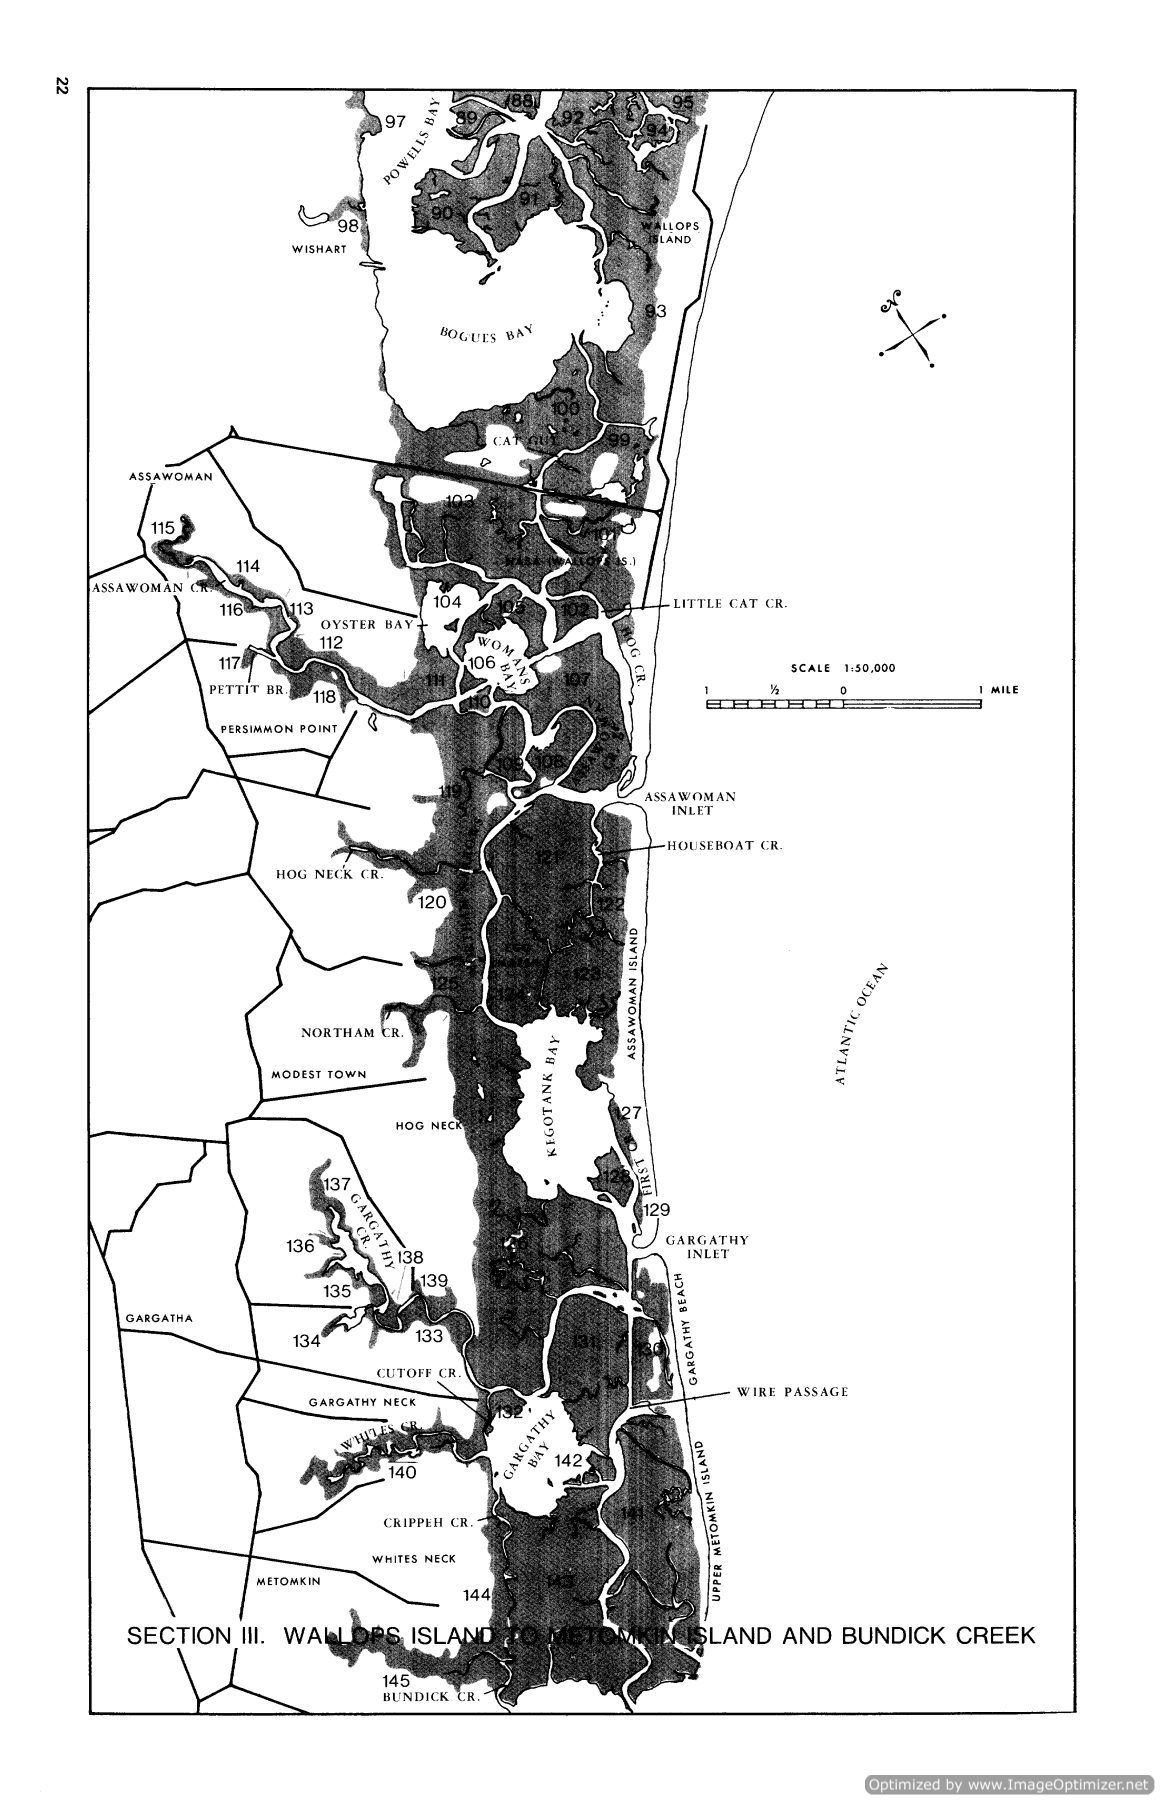 22
88
95
97
89
92
94
POWELLS BAY
91
90
98
WALLOPS
ISLAND
WISHART
93
BOGUES BAY
N
100
CAT GUT
99
ASSAWOMAN
103
115
101
NASA (WALLOPS IS.)
114
ASSAWOMAN CR.
104
105
102
LITTLE CAT CR.
116
113
OYSTER BAY
112
HOG CR.
WOMANS
BAY
106
117
SCALE 1:50,000
111
107
PETTIT BR.
118
110
1 ½ 0 1 MILE
PERSIMMON POINT
109
108
119
ASSAWOMAN
INLET
HOUSEBOAT CR.
121
HOG NECK CR.
120
122
ASSAWOMAN ISLAND
123
125
124
ATLANTIC OCEAN
NORTHAM CR.
KEGOTANK BAY
MODEST TOWN
127
HOG NECK
128
FIRST
137
129
GARGATHY
CR.
136
138
GARGATHY
INLET
139
135
GARGATHY BEACH
GARGATHA
134
133
131
130
CUTOFF CR.
WIRE PASSAGE
GARGATHY NECK
132
WHITES CR.
GARGATHY
BAY
142
140
UPPER METOMKIN ISLAND
141
CRIPPEH CR.
WHITES NECK
METOMKIN
143
144
SECTION III. WALLOPS ISLAND TO METOMKIN ISLAND AND BUNDICK CREEK
145
BUNDICK CR.
Optimized by www.ImageOptimizer.net